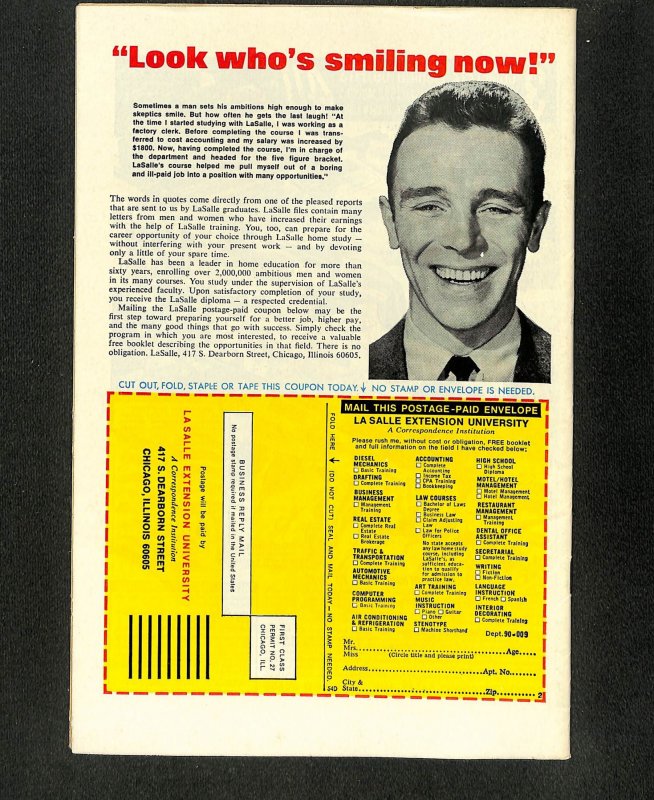 “Look who’s smiling now!”
Sometimes a man sets his ambitions high enough to make
skeptics smile. But how often he gets the last laugh! “At
the time I started studying with LaSalle, I was working as a
factory clerk. Before completing the course I was trans-
ferred to cost accounting and my salary was increased by
$1800. Now, having completed the course, I’m in charge of
the department and headed for the five figure bracket.
LaSalle’s course helped me pull myself out of a boring
and ill-paid job into a position with many opportunities.”
The words in quotes come directly from one of the pleased reports
that are sent to us by LaSalle graduates. LaSalle files contain many
letters from men and women who have increased their earnings
with the help of LaSalle training. You, too, can prepare for the
career opportunity of your choice through LaSalle home study —
without interfering with your present work — and by devoting
only a little of your spare time.
LaSalle has been a leader in home education for more than
sixty years, enrolling over 2,000,000 ambitious men and women
in its many courses. You study under the supervision of LaSalle’s
experienced faculty. Upon satisfactory completion of your study,
you receive the LaSalle diploma — a respected credential.
Mailing the LaSalle postage-paid coupon below may be the
first step toward preparing yourself for a better job, higher pay,
and the many good things that go with success. Simply check the
program in which you are most interested, to receive a valuable
free booklet describing the opportunities in that field. There is no
obligation. LaSalle, 417 S. Dearborn Street, Chicago, Illinois 60605.
CUT OUT, FOLD, STAPLE OR TAPE THIS COUPON TODAY. ↓ NO STAMP OR ENVELOPE IS NEEDED.
FIRST CLASS
PERMIT NO. 27
CHICAGO, ILL.
BUSINESS REPLY MAIL
No postage stamp required if mailed in the United States
Postage will be paid by
LASALLE EXTENSION UNIVERSITY
A Correspondence Institution
417 S. DEARBORN STREET
CHICAGO, ILLINOIS 60605
FOLD HERE ↓ (DO NOT CUT) SEAL AND MAIL TODAY — NO STAMP NEEDED.
540
MAIL THIS POSTAGE-PAID ENVELOPE
LA SALLE EXTENSION UNIVERSITY
A Correspondence Institution
Please rush me, without cost or obligation, FREE booklet
and full information on the field I have checked below:
DIESEL
MECHANICS
□ Basic Training
DRAFTING
□ Complete Training
BUSINESS
MANAGEMENT
□ Management
Training
REAL ESTATE
□ Complete Real
Estate
□ Real Estate
Brokerage
TRAFFIC &
TRANSPORTATION
□ Complete Training
AUTOMOTIVE
MECHANICS
□ Basic Training
COMPUTER
PROGRAMMING
□ Basic Training
AIR CONDITIONING
& REFRIGERATION
□ Basic Training
ACCOUNTING
□ Complete
Accounting
□ Income Tax
□ CPA Training
□ Bookkeeping
LAW COURSES
□ Bachelor of Laws
Degree
□ Business Law
□ Claim Adjusting
Law
□ Law for Police
Officers
No state accepts
any law home study
course, including
LaSalle’s, as
sufficient educa-
tion to qualify
for admission to
practice law.
ART TRAINING
□ Complete Training
MUSIC
INSTRUCTION
□ Piano □ Guitar
□ Other
STENOTYPE
□ Machine Shorthand
HIGH SCHOOL
□ High School
Diploma
MOTEL/HOTEL
MANAGEMENT
□ Motel Management
□ Hotel Management
RESTAURANT
MANAGEMENT
□ Management
Training
DENTAL OFFICE
ASSISTANT
□ Complete Training
SECRETARIAL
□ Complete Training
WRITING
□ Fiction
□ Non-Fiction
LANGUAGE
INSTRUCTION
□ French □ Spanish
INTERIOR
DECORATING
□ Complete Training
Dept. 90-009
Mr.
Mrs. Age
Miss (Circle title and please print)
Address Apt. No.
City &
State Zip
2